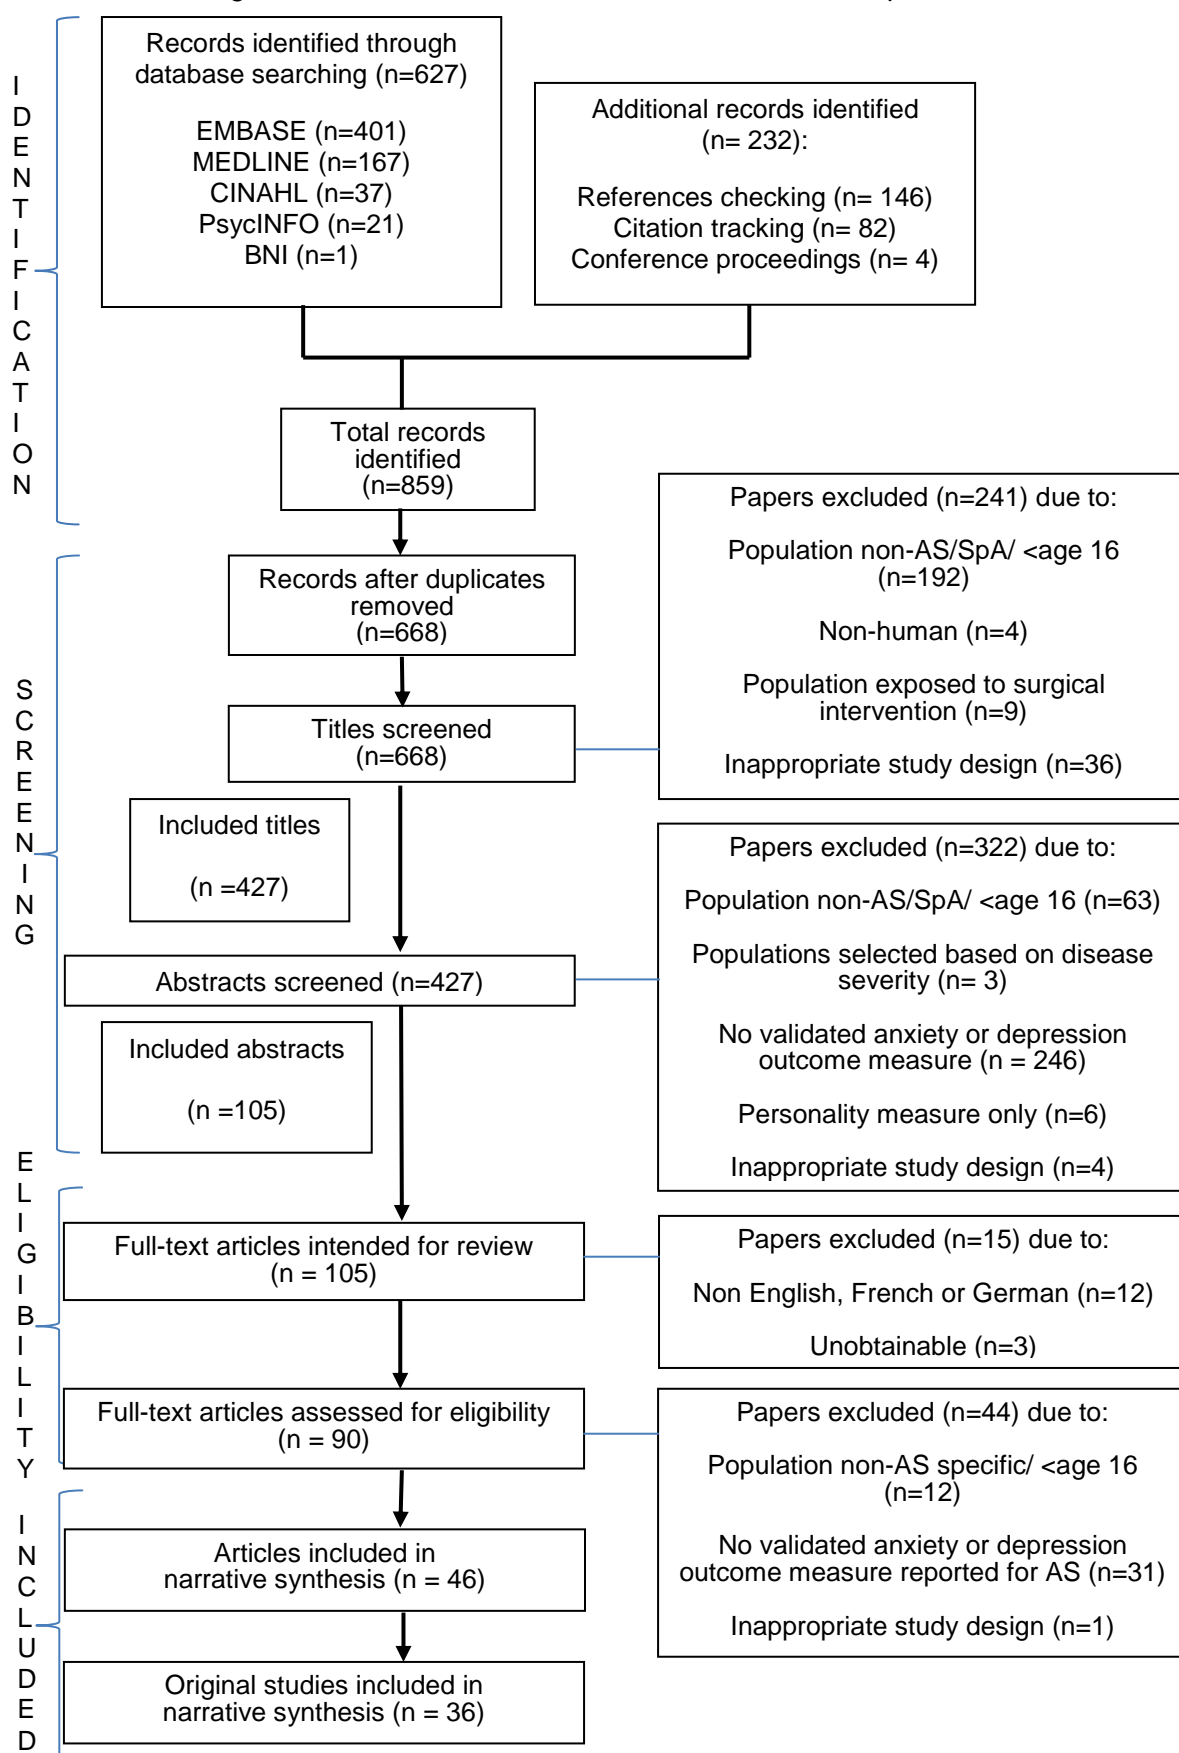 IDENTIFICATION
Records identified through
database searching (n=627)
EMBASE (n=401)
MEDLINE (n=167)
CINAHL (n=37)
PsycINFO (n=21)
BNI (n=1)
Additional records identified
(n= 232):
References checking (n= 146)
Citation tracking (n= 82)
Conference proceedings (n= 4)
Total records
identified
(n=859)
SCREENING
Records after duplicates
removed
(n=668)
Titles screened
(n=668)
Papers excluded (n=241) due to:
Population non-AS/SpA/ <age 16
(n=192)
Non-human (n=4)
Population exposed to surgical
intervention (n=9)
Inappropriate study design (n=36)
Included titles
(n =427)
Abstracts screened (n=427)
Papers excluded (n=322) due to:
Population non-AS/SpA/ <age 16 (n=63)
Populations selected based on disease
severity (n= 3)
No validated anxiety or depression
outcome measure (n = 246)
Personality measure only (n=6)
Inappropriate study design (n=4)
Included abstracts
(n =105)
ELIGIBILITY
Full-text articles intended for review
(n = 105)
Papers excluded (n=15) due to:
Non English, French or German (n=12)
Unobtainable (n=3)
Full-text articles assessed for eligibility
(n = 90)
Papers excluded (n=44) due to:
Population non-AS specific/ <age 16
(n=12)
No validated anxiety or depression
outcome measure reported for AS (n=31)
Inappropriate study design (n=1)
INCLUDED
Articles included in
narrative synthesis (n = 46)
Original studies included in
narrative synthesis (n = 36)